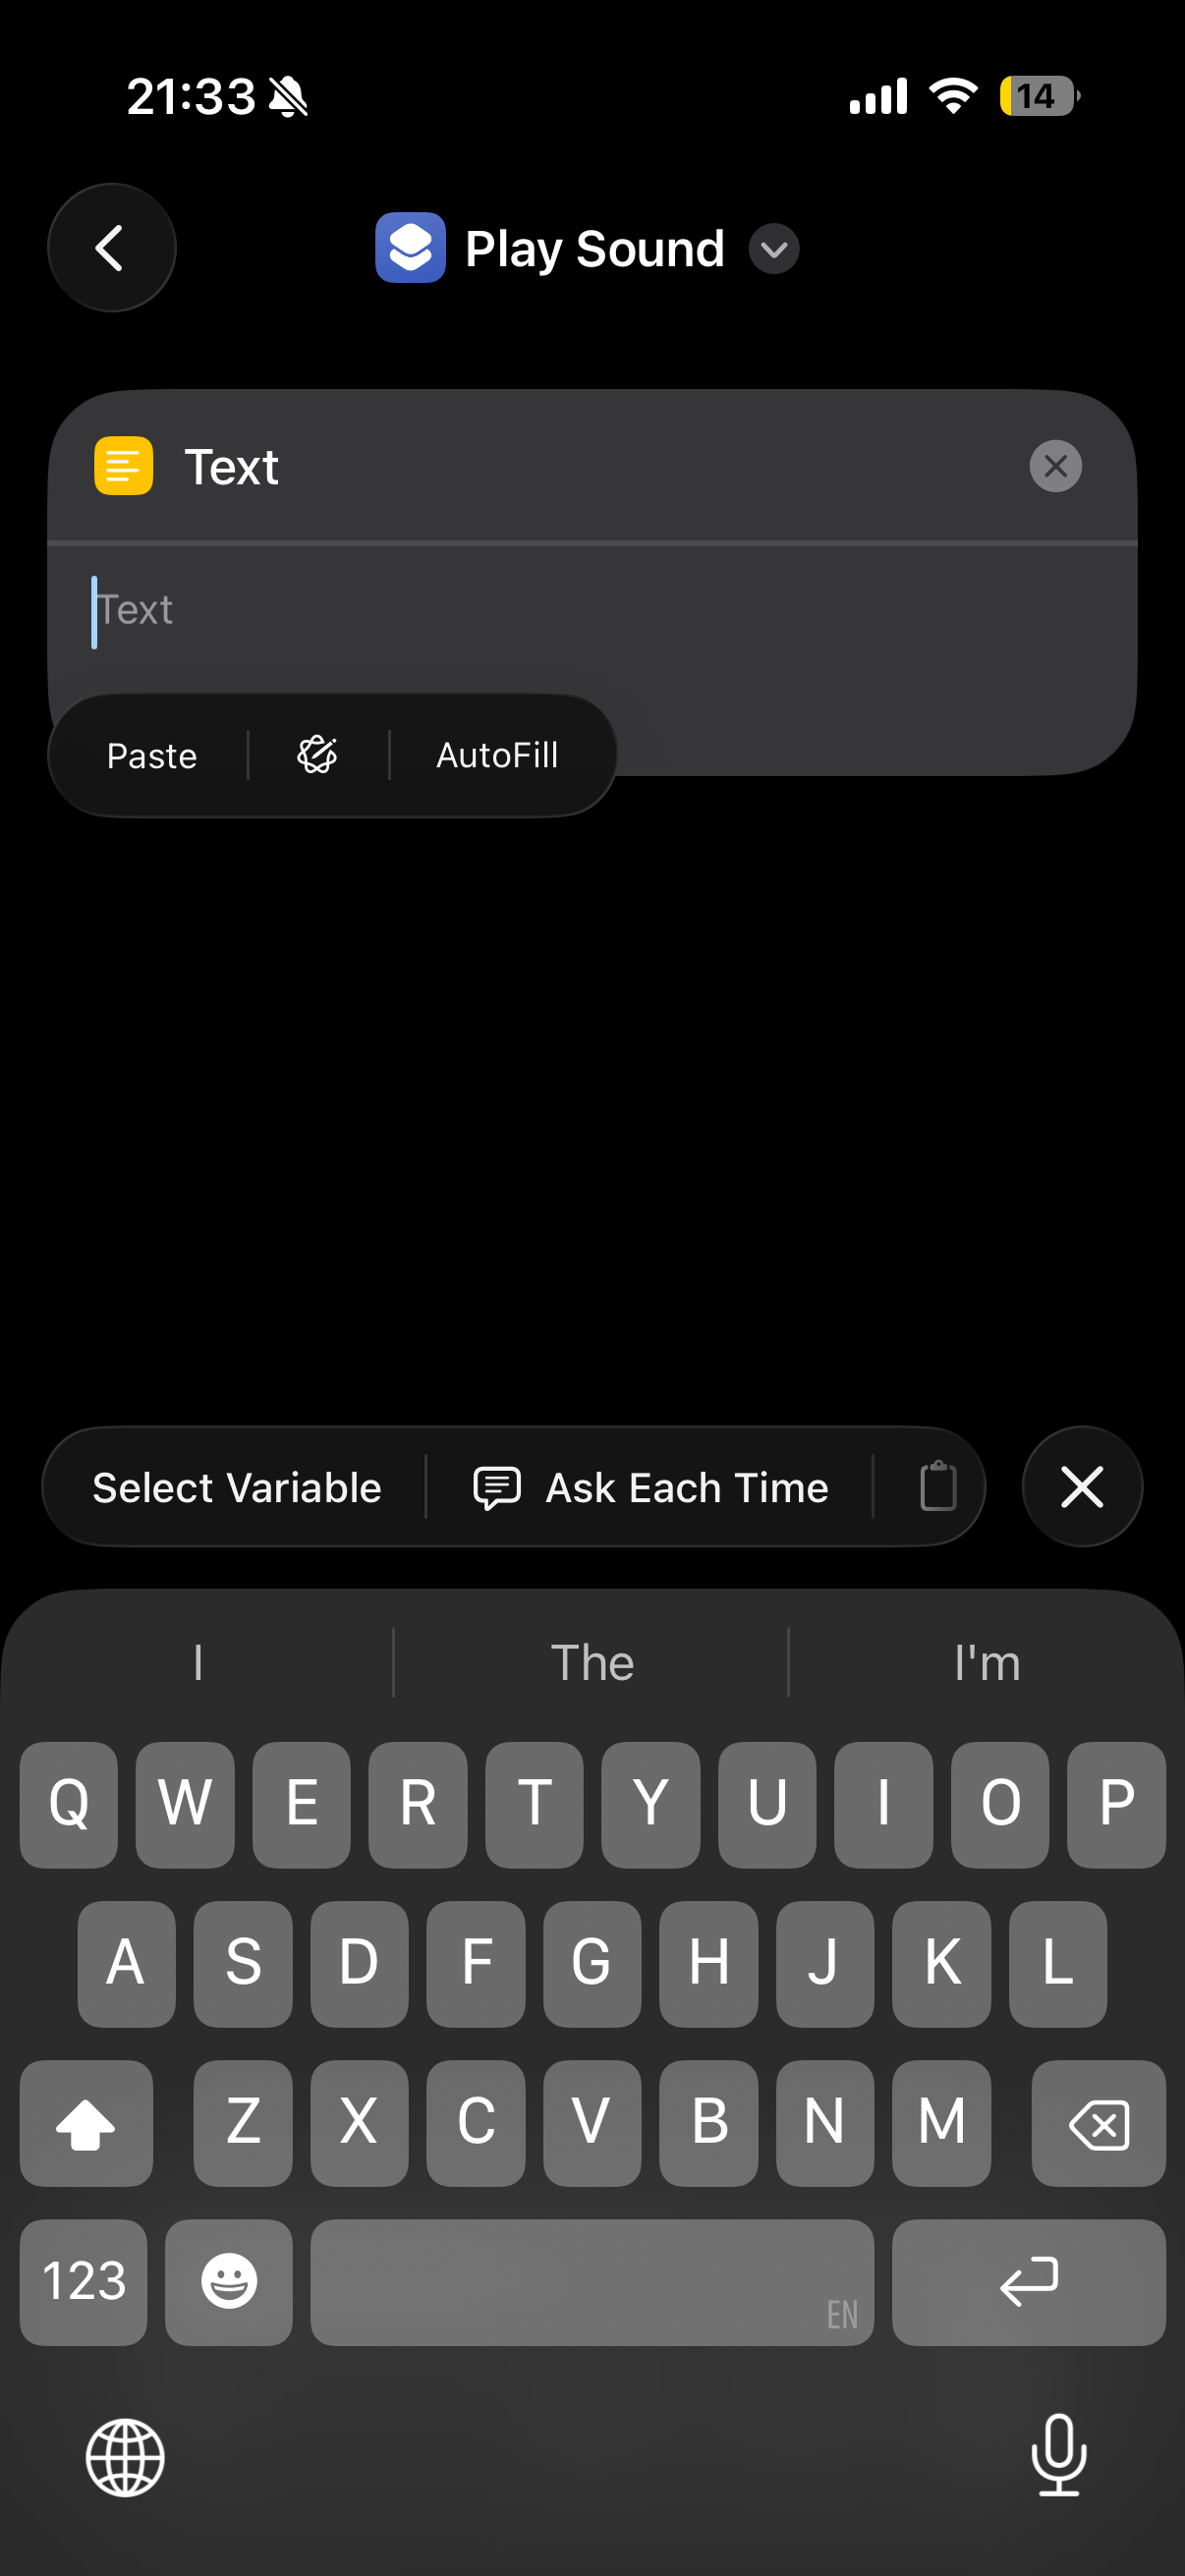 21:33
14
Play Sound
Text
Text
Paste
AutoFill
Select Variable
Ask Each Time
I
The
I'm
Q W E R T Y U I O P
A S D F G H J K L
Z X C V B N M
123
EN